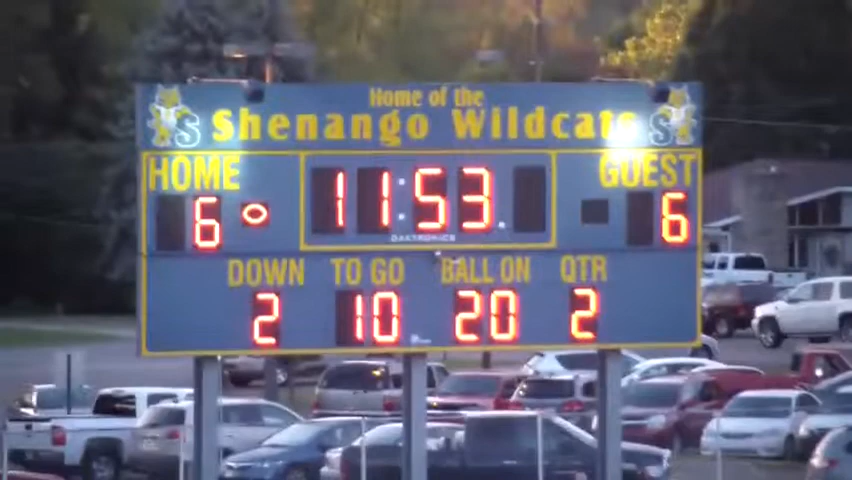 Home of the
S Shenango Wildcats S
HOME 11:53. GUEST
6 6
DAKTRONICS
DOWN TO GO BALL ON QTR
2 10 20 2